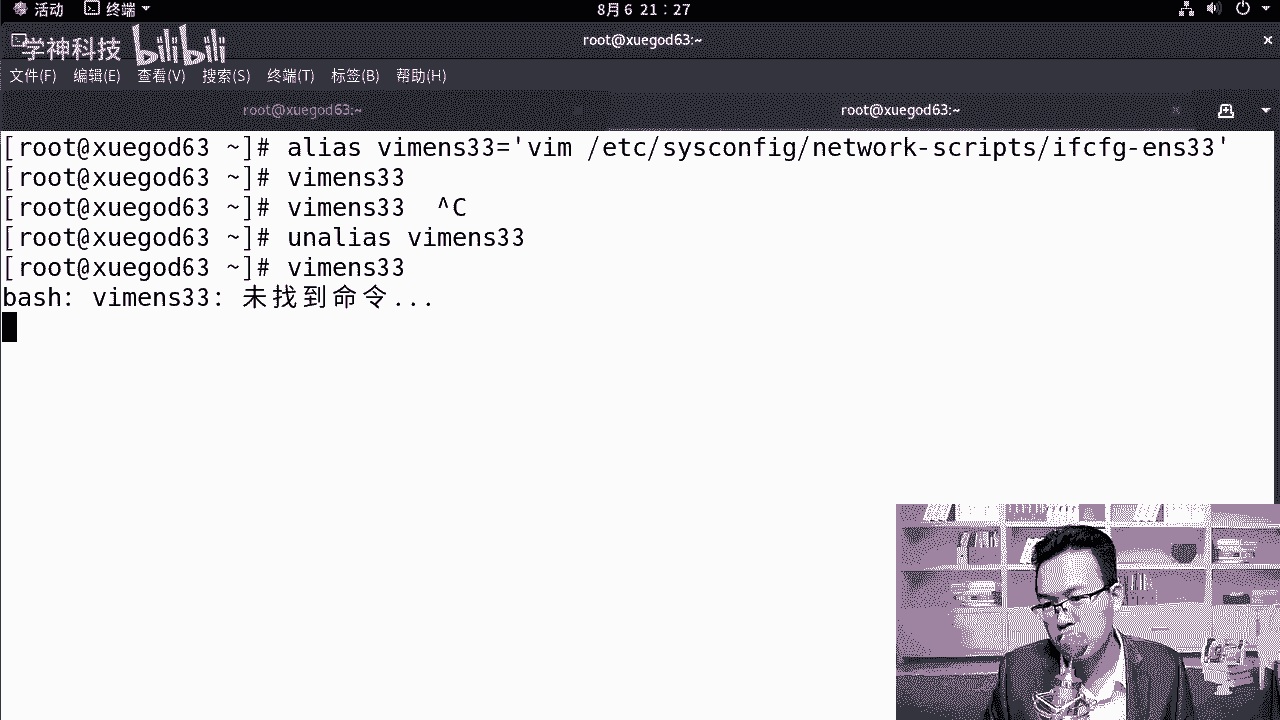 活动 终端 8月 6 21：27
root@xuegod63:~
学神科技 bilibili
文件(F) 编辑(E) 查看(V) 搜索(S) 终端(T) 标签(B) 帮助(H)
root@xuegod63:~ root@xuegod63:~
[root@xuegod63 ~]# alias vimens33='vim /etc/sysconfig/network-scripts/ifcfg-ens33'
[root@xuegod63 ~]# vimens33
[root@xuegod63 ~]# vimens33  ^C
[root@xuegod63 ~]# unalias vimens33
[root@xuegod63 ~]# vimens33
bash: vimens33: 未找到命令...